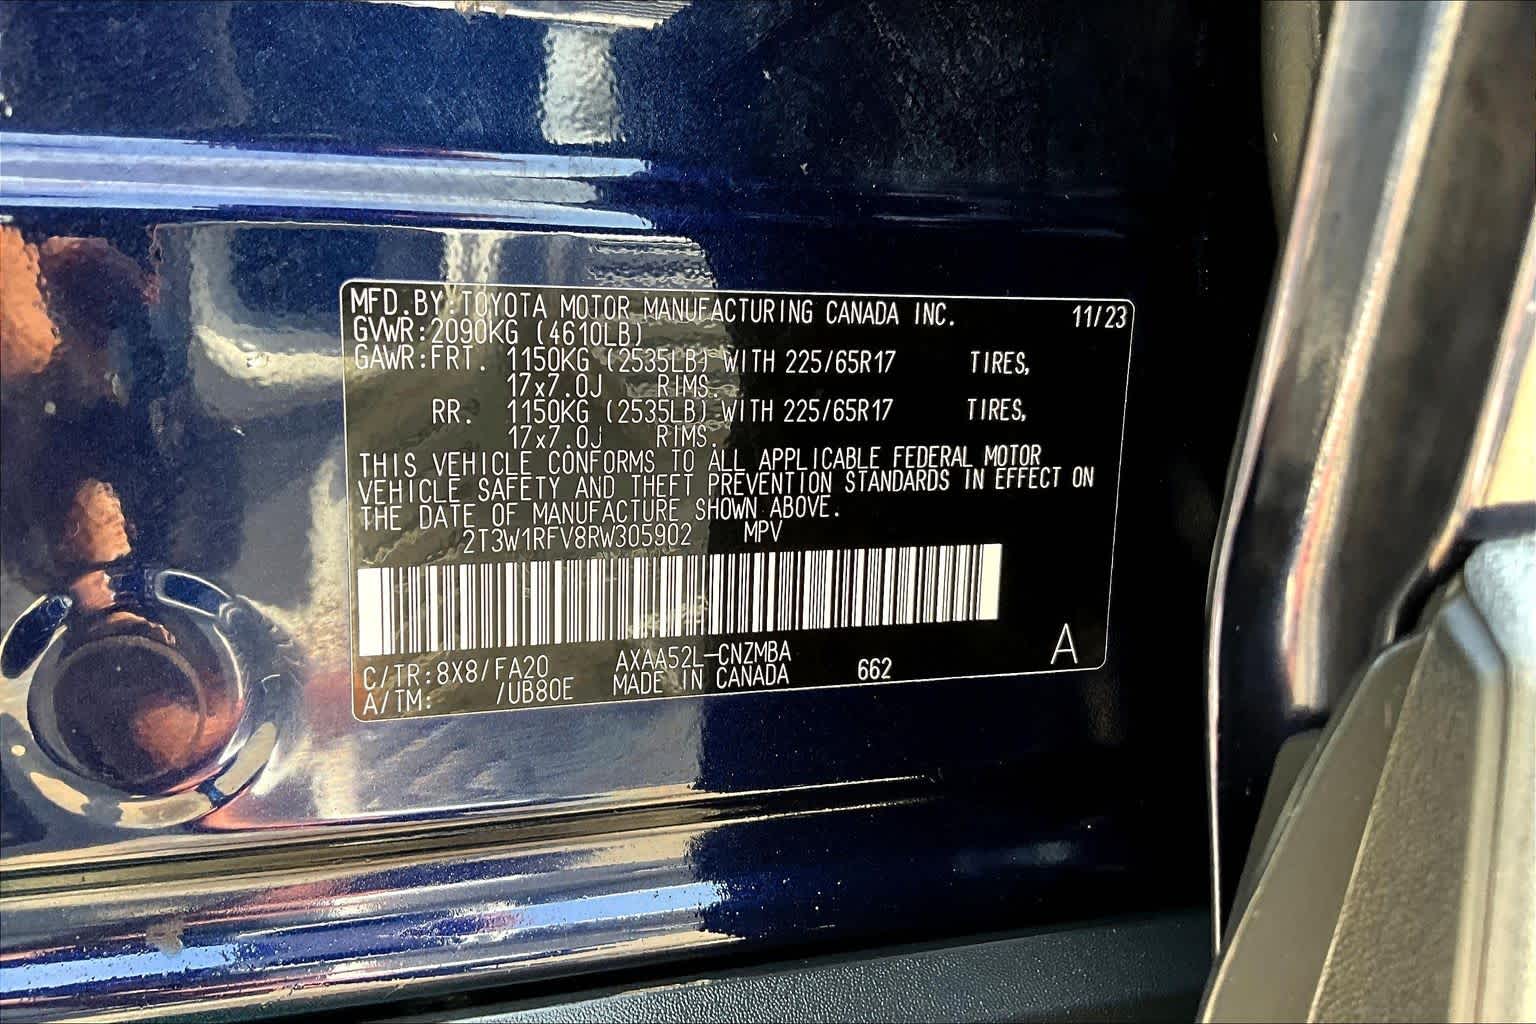 MFD.BY:TOYOTA MOTOR MANUFACTURING CANADA INC. 11/23
GVWR:2090KG (4610LB)
GAWR:FRT. 1150KG (2535LB) WITH 225/65R17 TIRES,
17x7.0J RIMS.
RR. 1150KG (2535LB) WITH 225/65R17 TIRES,
17x7.0J RIMS.
THIS VEHICLE CONFORMS TO ALL APPLICABLE FEDERAL MOTOR
VEHICLE SAFETY AND THEFT PREVENTION STANDARDS IN EFFECT ON
THE DATE OF MANUFACTURE SHOWN ABOVE.
2T3W1RFV8RW305902 MPV
C/TR:8X8/FA20 AXAA52L-CNZMBA 662 A
A/TM: /UB80E MADE IN CANADA